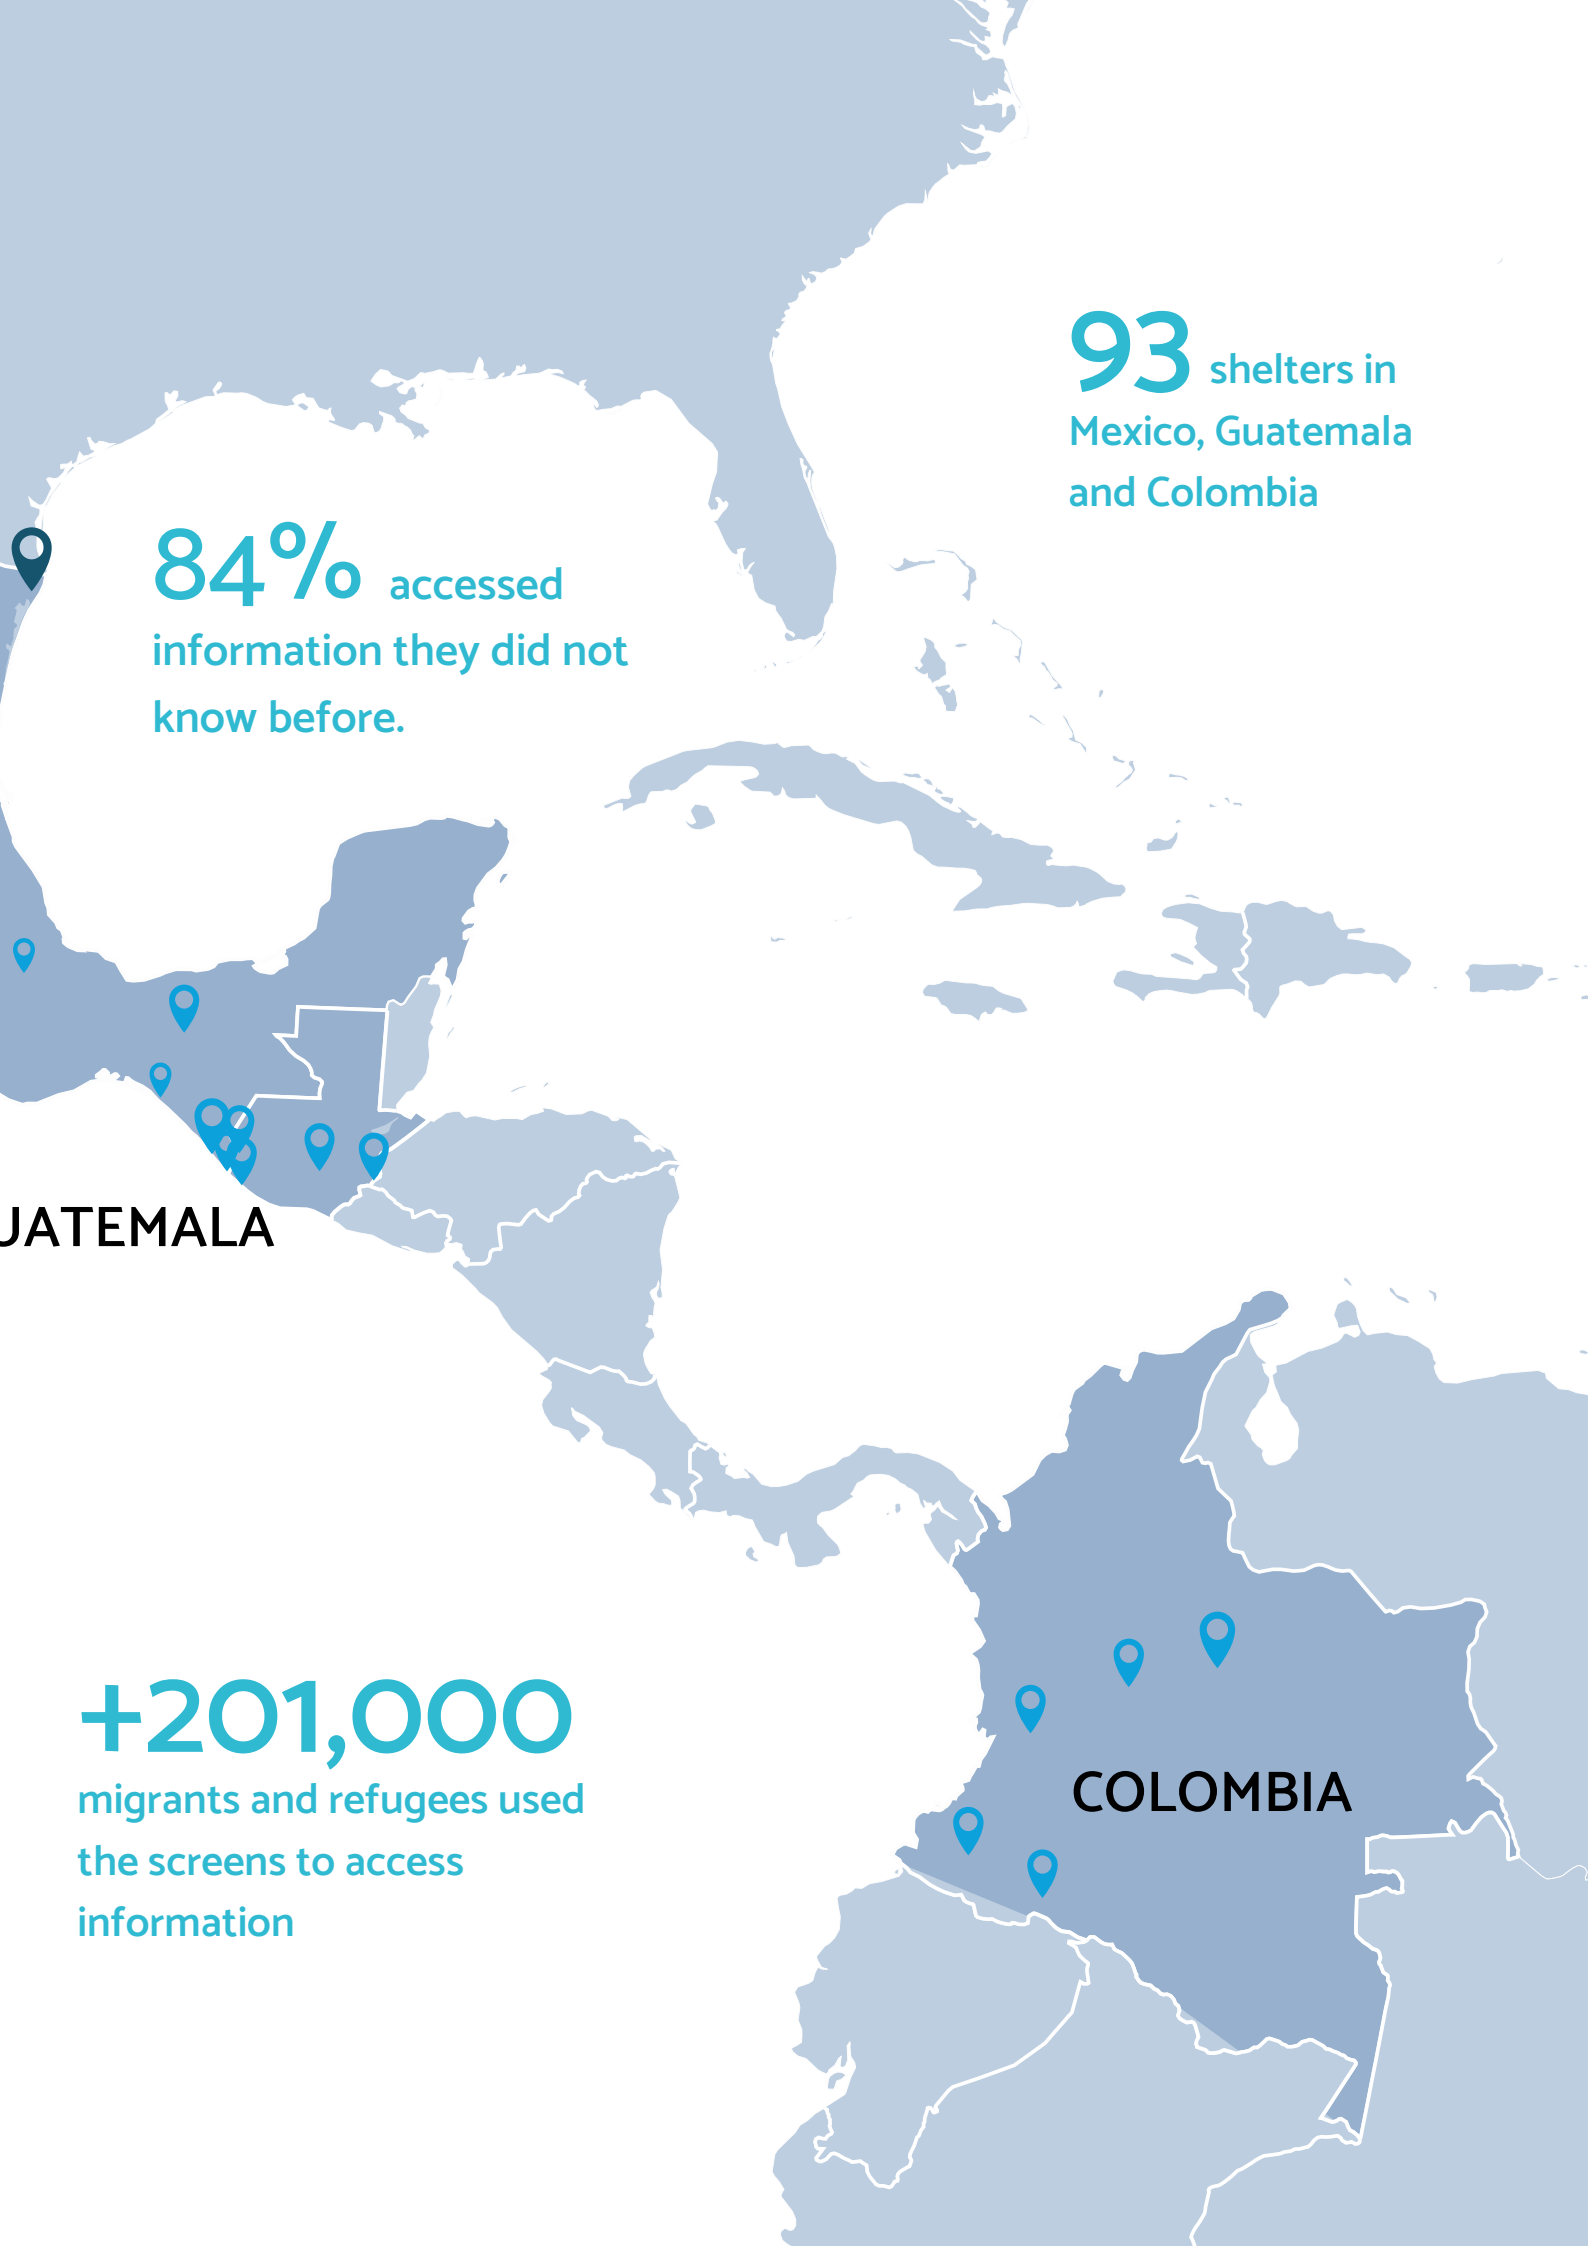 93 shelters in
Mexico, Guatemala
and Colombia
84% accessed
information they did not
know before.
UATEMALA
COLOMBIA
+201,000
migrants and refugees used
the screens to access
information